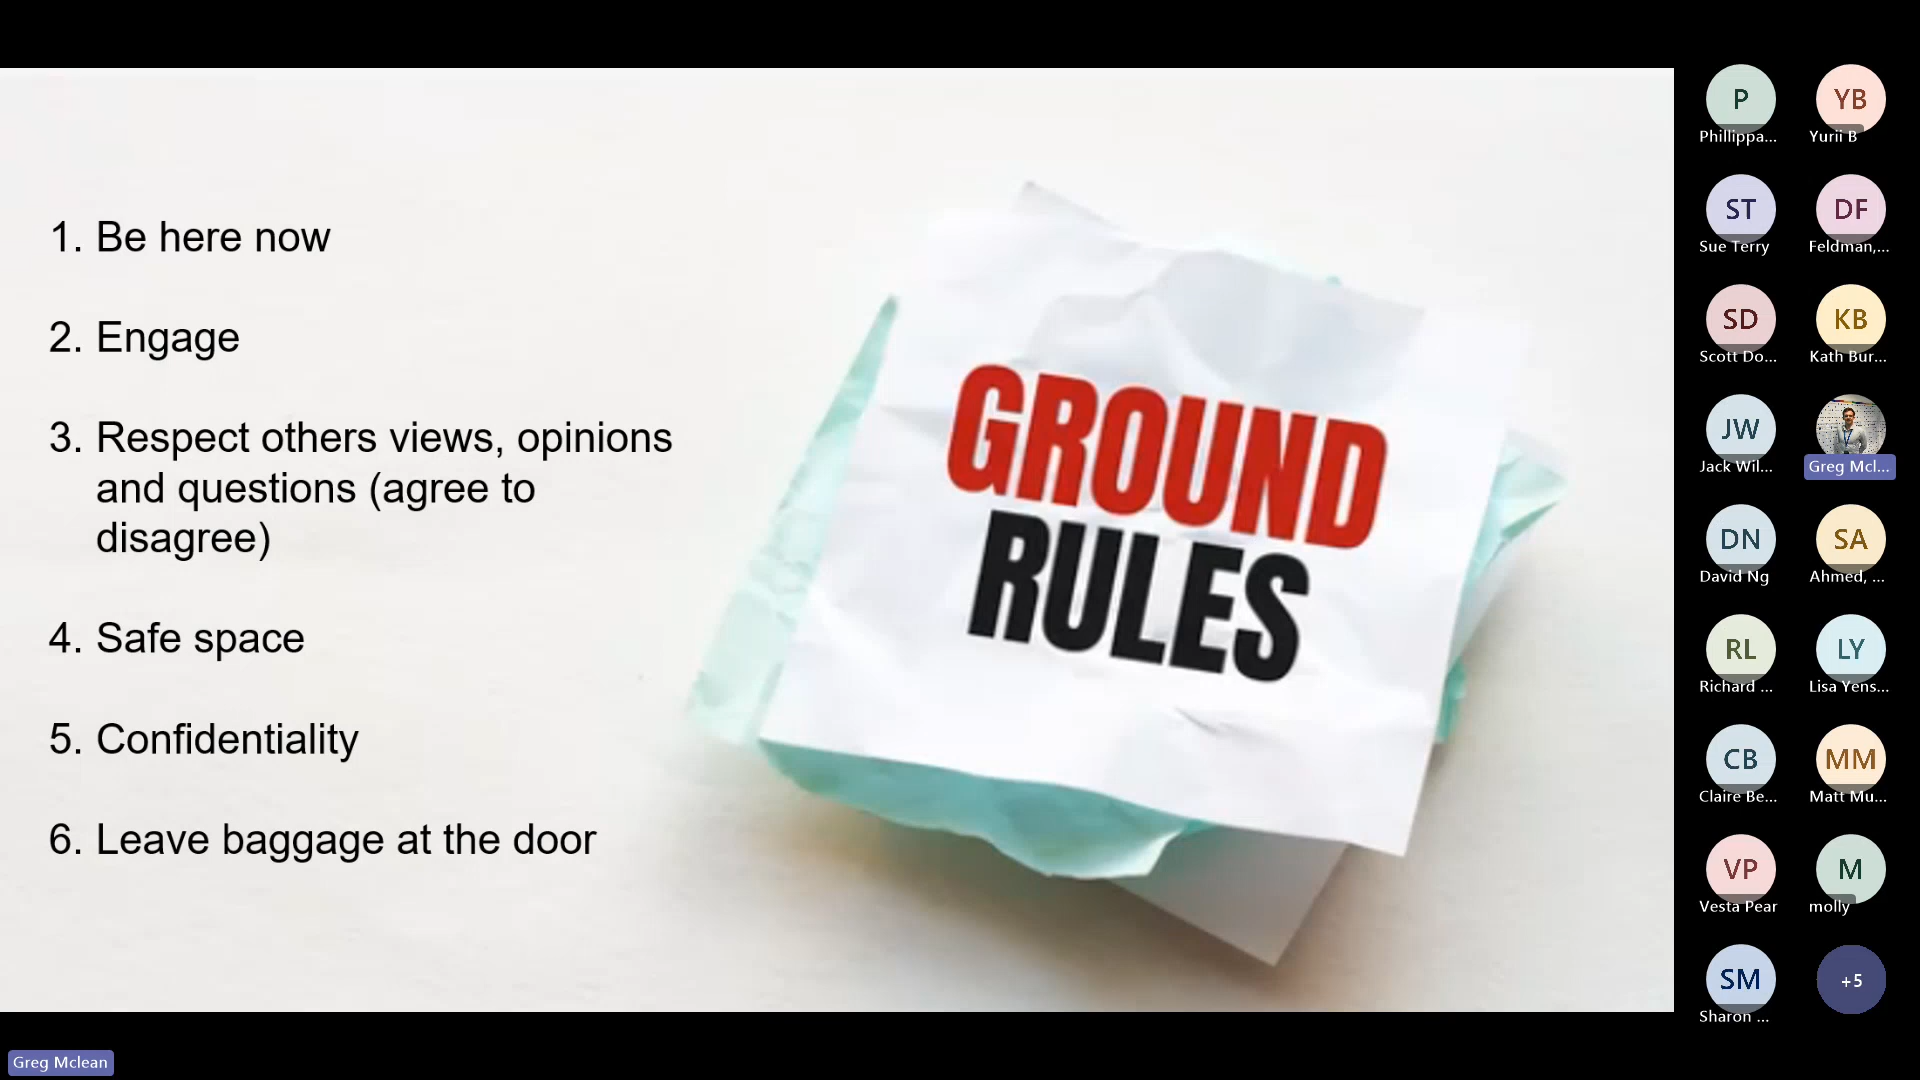 1. Be here now
2. Engage
3. Respect others views, opinions
and questions (agree to
disagree)
4. Safe space
5. Confidentiality
6. Leave baggage at the door
GROUND
RULES
P
Phillippa...
YB
Yurii B
ST
Sue Terry
DF
Feldman,...
SD
Scott Do...
KB
Kath Bur...
JW
Jack Wil...
Greg Mcl...
DN
David Ng
SA
Ahmed, ...
RL
Richard ...
LY
Lisa Yens...
CB
Claire Be...
MM
Matt Mu...
VP
Vesta Pear
M
molly
SM
Sharon ...
+5
Greg Mclean